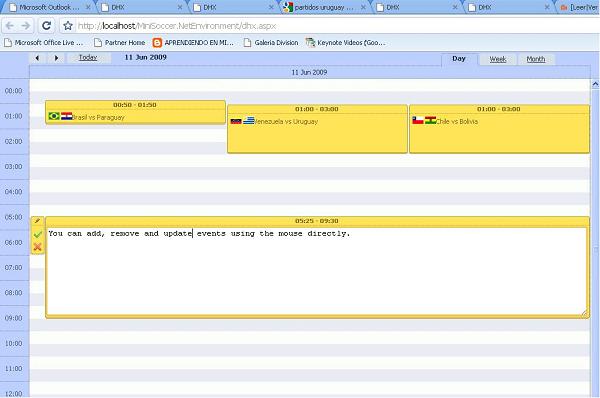 Microsoft Outlook ...
DHX
DHX
partidos uruguay ...
DHX
DHX
[Leer]Ver
http://localhost/MiniSoccer.NetEnvironment/dhx.aspx
Microsoft Office Live ...
Partner Home
APRENDIENDO EN MI...
Galeria Division
Keynote Videos (Goo...
Today
11 Jun 2009
Day
Week
Month
11 Jun 2009
00:00
00:50 - 01:50
01:00 - 03:00
01:00 - 03:00
01:00
Brasil vs Paraguay
Venezuela vs Uruguay
Chile vs Bolivia
02:00
03:00
04:00
05:00
05:25 - 09:30
You can add, remove and update events using the mouse directly.
06:00
07:00
08:00
09:00
10:00
11:00
12:00